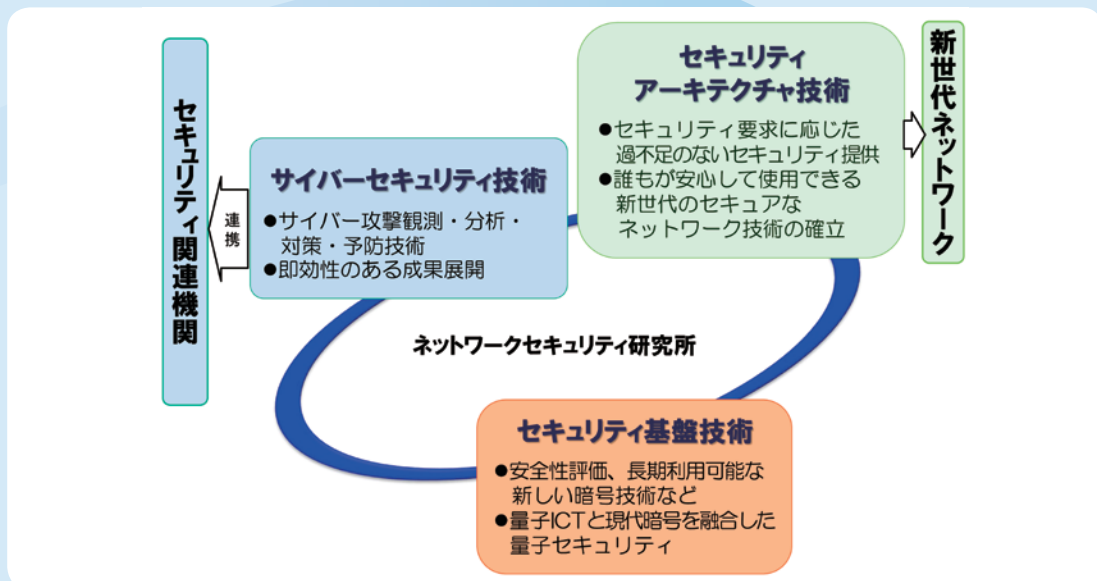 セキュリティ関連機関
連携
サイバーセキュリティ技術
●サイバー攻撃観測・分析・
対策・予防技術
●即効性のある成果展開
セキュリティ
アーキテクチャ技術
●セキュリティ要求に応じた
過不足のないセキュリティ提供
●誰もが安心して使用できる
新世代のセキュアな
ネットワーク技術の確立
新世代ネットワーク
ネットワークセキュリティ研究所
セキュリティ基盤技術
●安全性評価、長期利用可能な
新しい暗号技術など
●量子ICTと現代暗号を融合した
量子セキュリティ